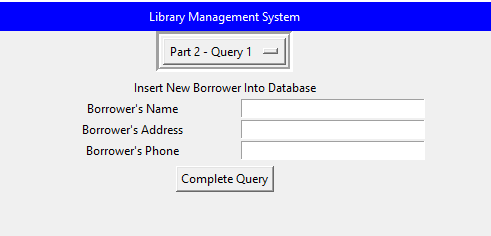 Library Management System
Part 2 - Query 1
Insert New Borrower Into Database
Borrower's Name
Borrower's Address
Borrower's Phone
Complete Query